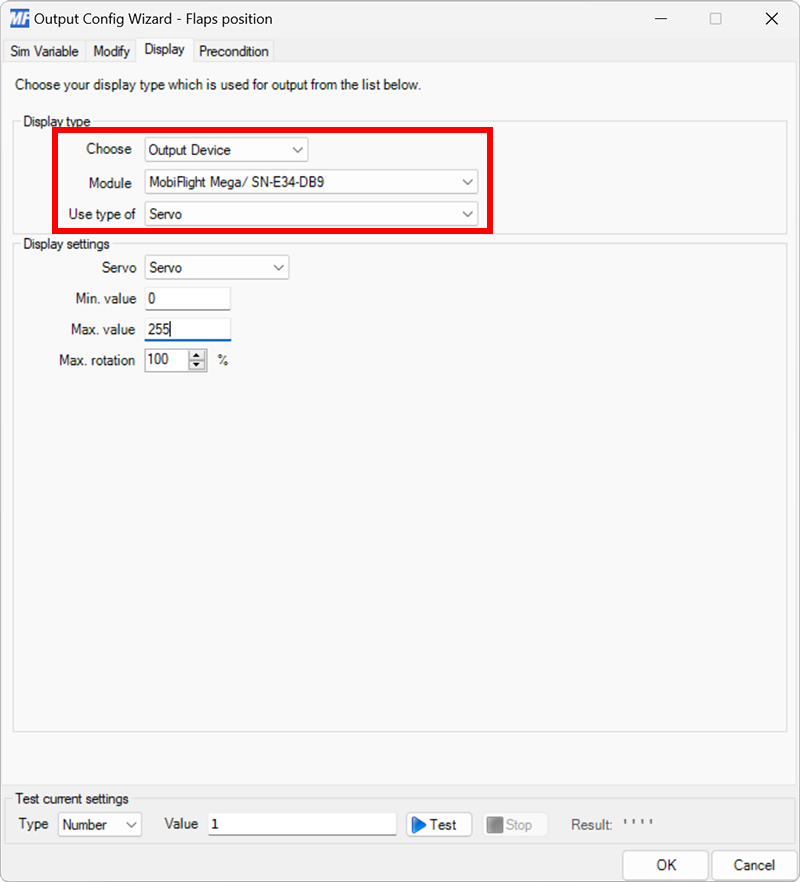 MF Output Config Wizard - Flaps position
Sim Variable Modify Display Precondition
Choose your display type which is used for output from the list below.
Display type
Choose Output Device
Module MobiFlight Mega/ SN-E34-DB9
Use type of Servo
Display settings
Servo Servo
Min. value 0
Max. value 255
Max. rotation 100 %
Test current settings
Type Number Value 1 Test Stop Result: ' ' ' '
OK Cancel